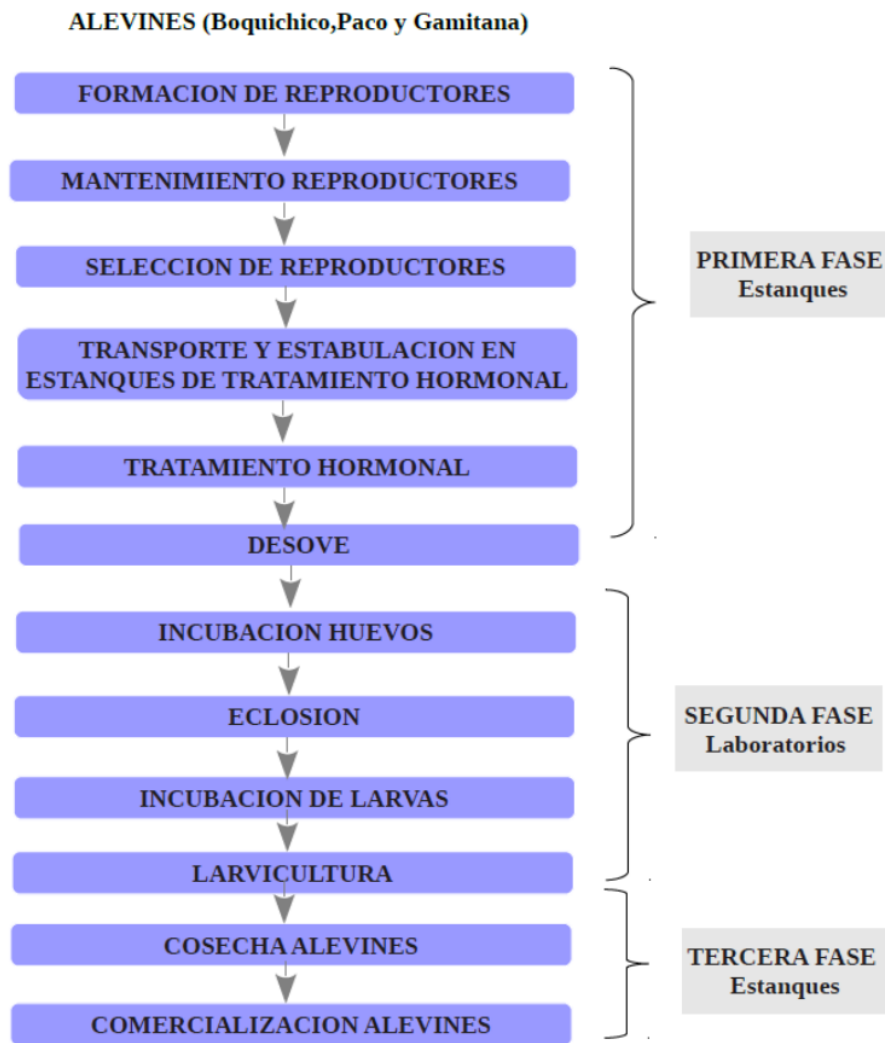 ALEVINES (Boquichico,Paco y Gamitana)
FORMACION DE REPRODUCTORES
MANTENIMIENTO REPRODUCTORES
SELECCION DE REPRODUCTORES
PRIMERA FASE
Estanques
TRANSPORTE Y ESTABULACION EN
ESTANQUES DE TRATAMIENTO HORMONAL
TRATAMIENTO HORMONAL
DESOVE
INCUBACION HUEVOS
ECLOSION
SEGUNDA FASE
Laboratorios
INCUBACION DE LARVAS
LARVICULTURA
COSECHA ALEVINES
TERCERA FASE
Estanques
COMERCIALIZACION ALEVINES